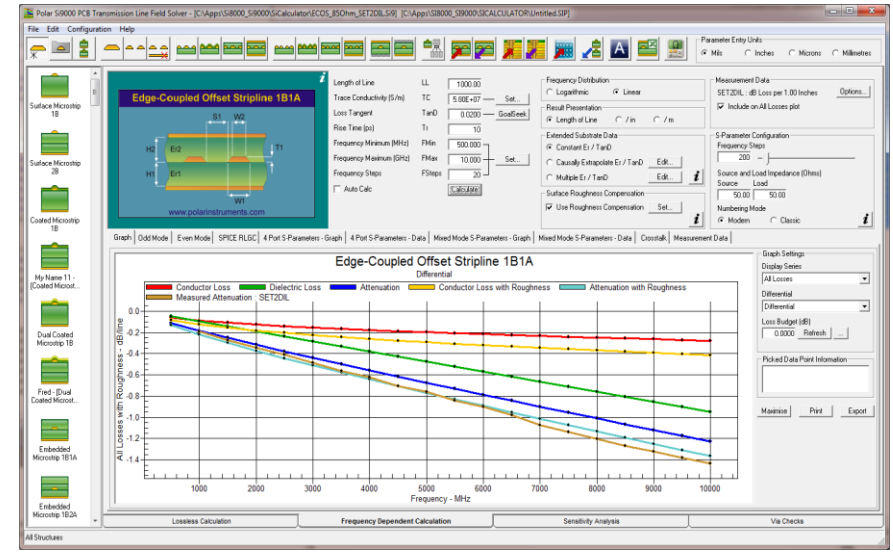 Polar Si9000 PCB Transmission Line Field Solver - [C:\Apps\Si8000_Si9000\SiCalculator\ECOS_85Ohm_SET2DIL.Si9] [C:\APPS\SI8000_SI9000\SICALCULATOR\Untitled.SIP]
File Edit Configuration Help
Parameter Entry Units
Mils Inches Microns Millimetres
Surface Microstrip
1B
Surface Microstrip
2B
Coated Microstrip
1B
My Name 11 -
[Coated Microst...
Dual Coated
Microstrip 1B
Fred - [Dual
Coated Microst...
Embedded
Microstrip 1B1A
Embedded
Microstrip 1B2A
Edge-Coupled Offset Stripline 1B1A
S1 W2
H2 Er2 T1
H1 Er1
W1
www.polarinstruments.com
Length of Line LL 1000.00
Trace Conductivity (S/m) TC 5.80E+07 Set...
Loss Tangent TanD 0.0200 GoalSeek
Rise Time (ps) Tr 10
Frequency Minimum (MHz) FMin 500.000
Frequency Maximum (GHz) FMax 10.000 Set...
Frequency Steps FSteps 20
Auto Calc Calculate
Frequency Distribution
Logarithmic Linear
Result Presentation
Length of Line / in / m
Extended Substrate Data
Constant Er / TanD
Causally Extrapolate Er / TanD Edit...
Multiple Er / TanD Edit...
Surface Roughness Compensation
Use Roughness Compensation Set...
Measurement Data
SET2DIL : dB Loss per 1.00 Inches Options...
Include on All Losses plot
S-Parameter Configuration
Frequency Steps
200
Source and Load Impedance (Ohms)
Source Load
50.00 50.00
Numbering Mode
Modern Classic
Graph Odd Mode Even Mode SPICE RLGC 4 Port S-Parameters - Graph 4 Port S-Parameters - Data Mixed Mode S-Parameters - Graph Mixed Mode S-Parameters - Data Crosstalk Measurement Data
Edge-Coupled Offset Stripline 1B1A
Differential
Conductor Loss Dielectric Loss Attenuation Conductor Loss with Roughness Attenuation with Roughness
Measured Attenuation : SET2DIL
All Losses with Roughness - dB/line
0.0
-0.2
-0.4
-0.6
-0.8
-1.0
-1.2
-1.4
1000 2000 3000 4000 5000 6000 7000 8000 9000 10000
Frequency - MHz
Graph Settings
Display Series
All Losses
Differential
Differential
Loss Budget (dB)
0.0000 Refresh ...
Picked Data Point Information
Maximise Print Export
Lossless Calculation Frequency Dependent Calculation Sensitivity Analysis Via Checks
All Structures